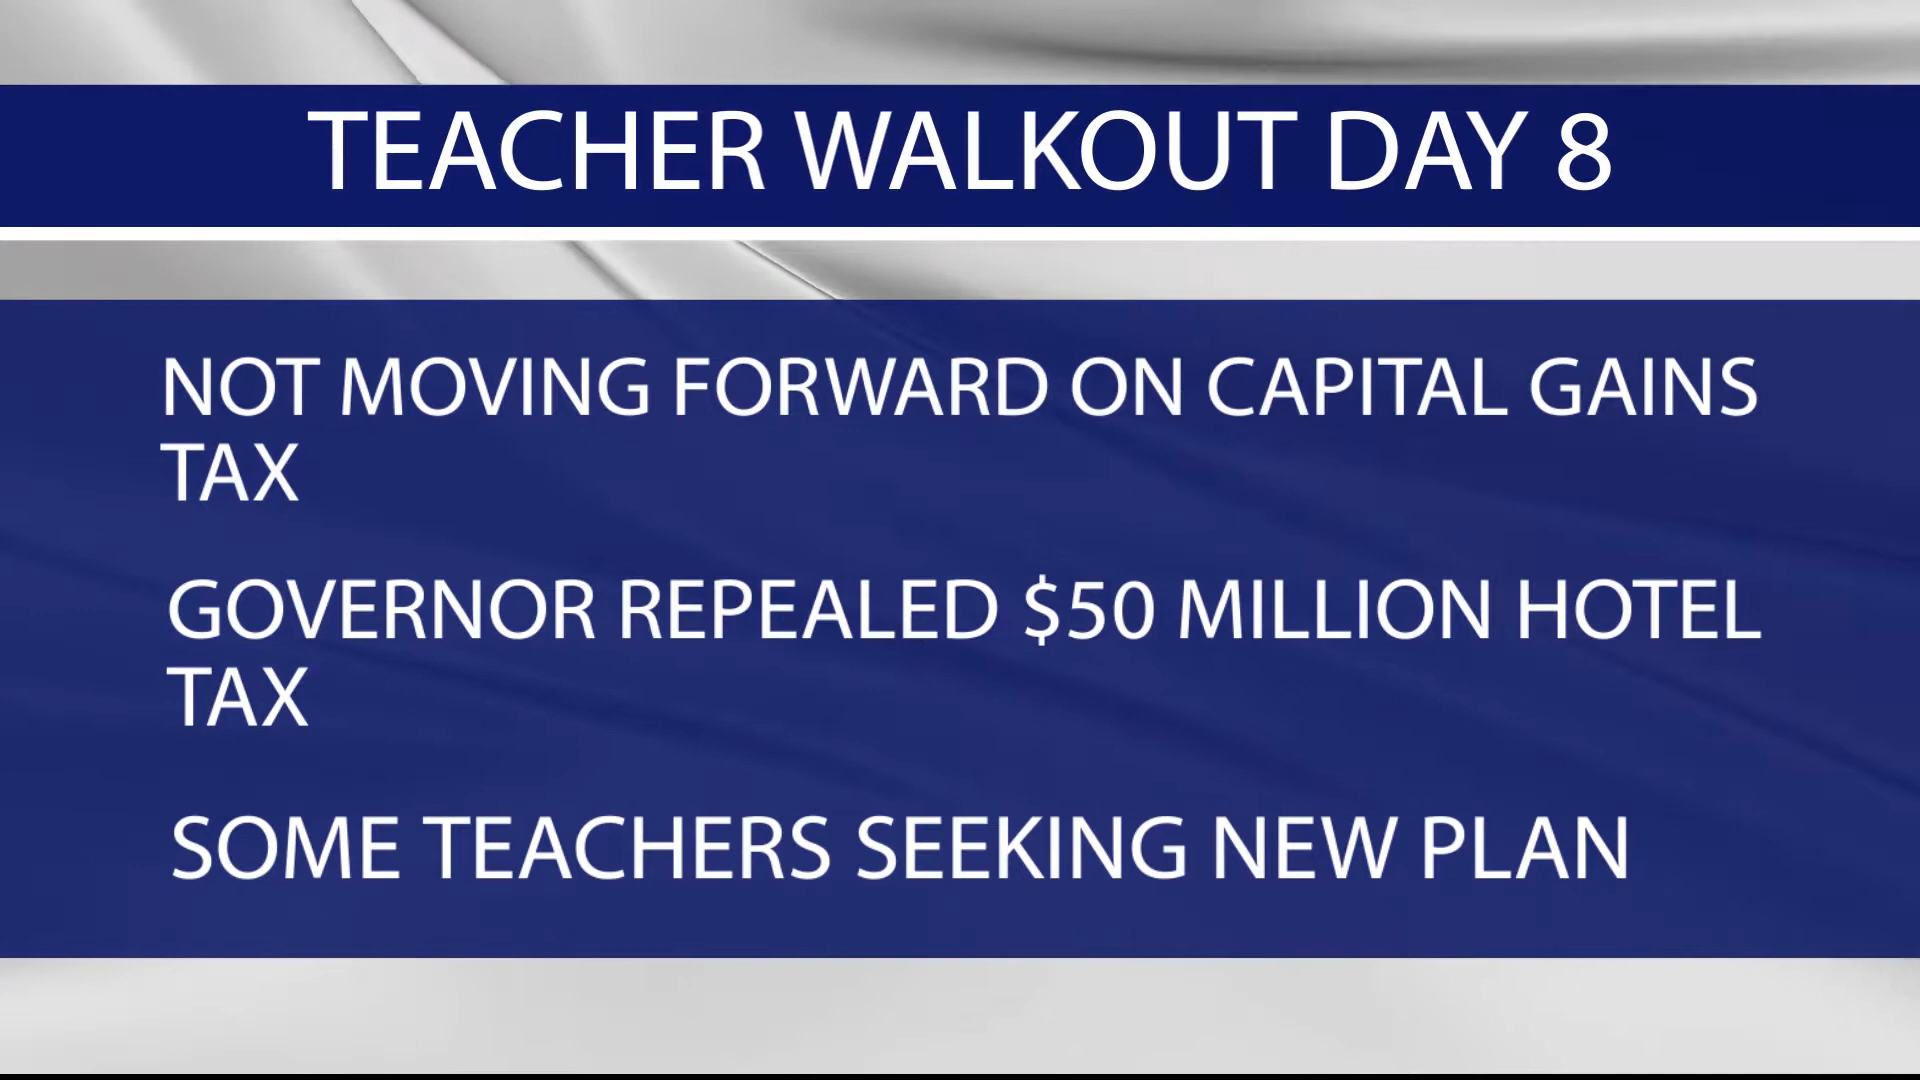 TEACHER WALKOUT DAY 8
NOT MOVING FORWARD ON CAPITAL GAINS
TAX
GOVERNOR REPEALED $50 MILLION HOTEL
TAX
SOME TEACHERS SEEKING NEW PLAN